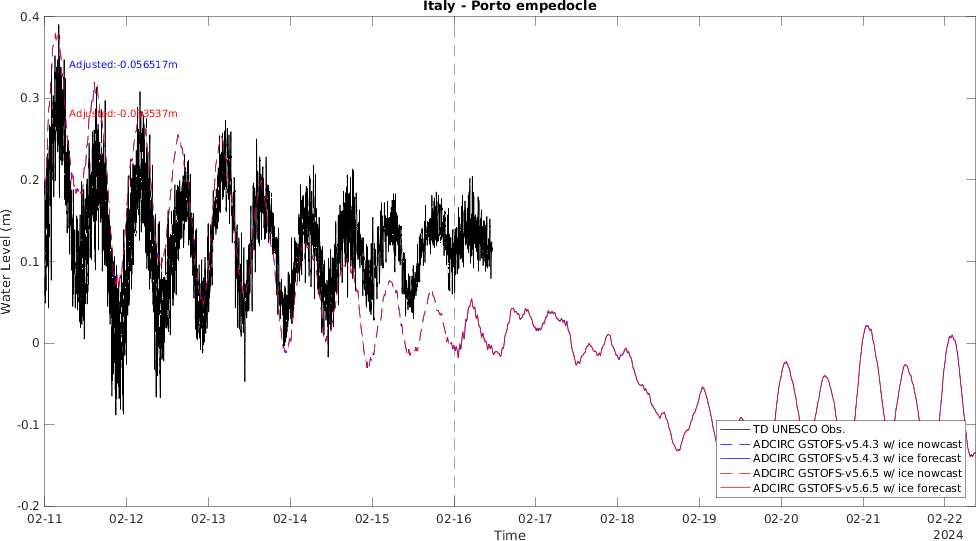 Italy - Porto empedocle
0.4
0.3
0.2
0.1
0
-0.1
-0.2
Water Level (m)
Adjusted:-0.056517m
TD UNESCO Obs.
ADCIRC GSTOFS-v5.4.3 w/ ice nowcast
ADCIRC GSTOFS-v5.4.3 w/ ice forecast
ADCIRC GSTOFS-v5.6.5 w/ ice nowcast
ADCIRC GSTOFS-v5.6.5 w/ ice forecast
02-11 02-12 02-13 02-14 02-15 02-16 02-17 02-18 02-19 02-20 02-21 02-22
Time
2024